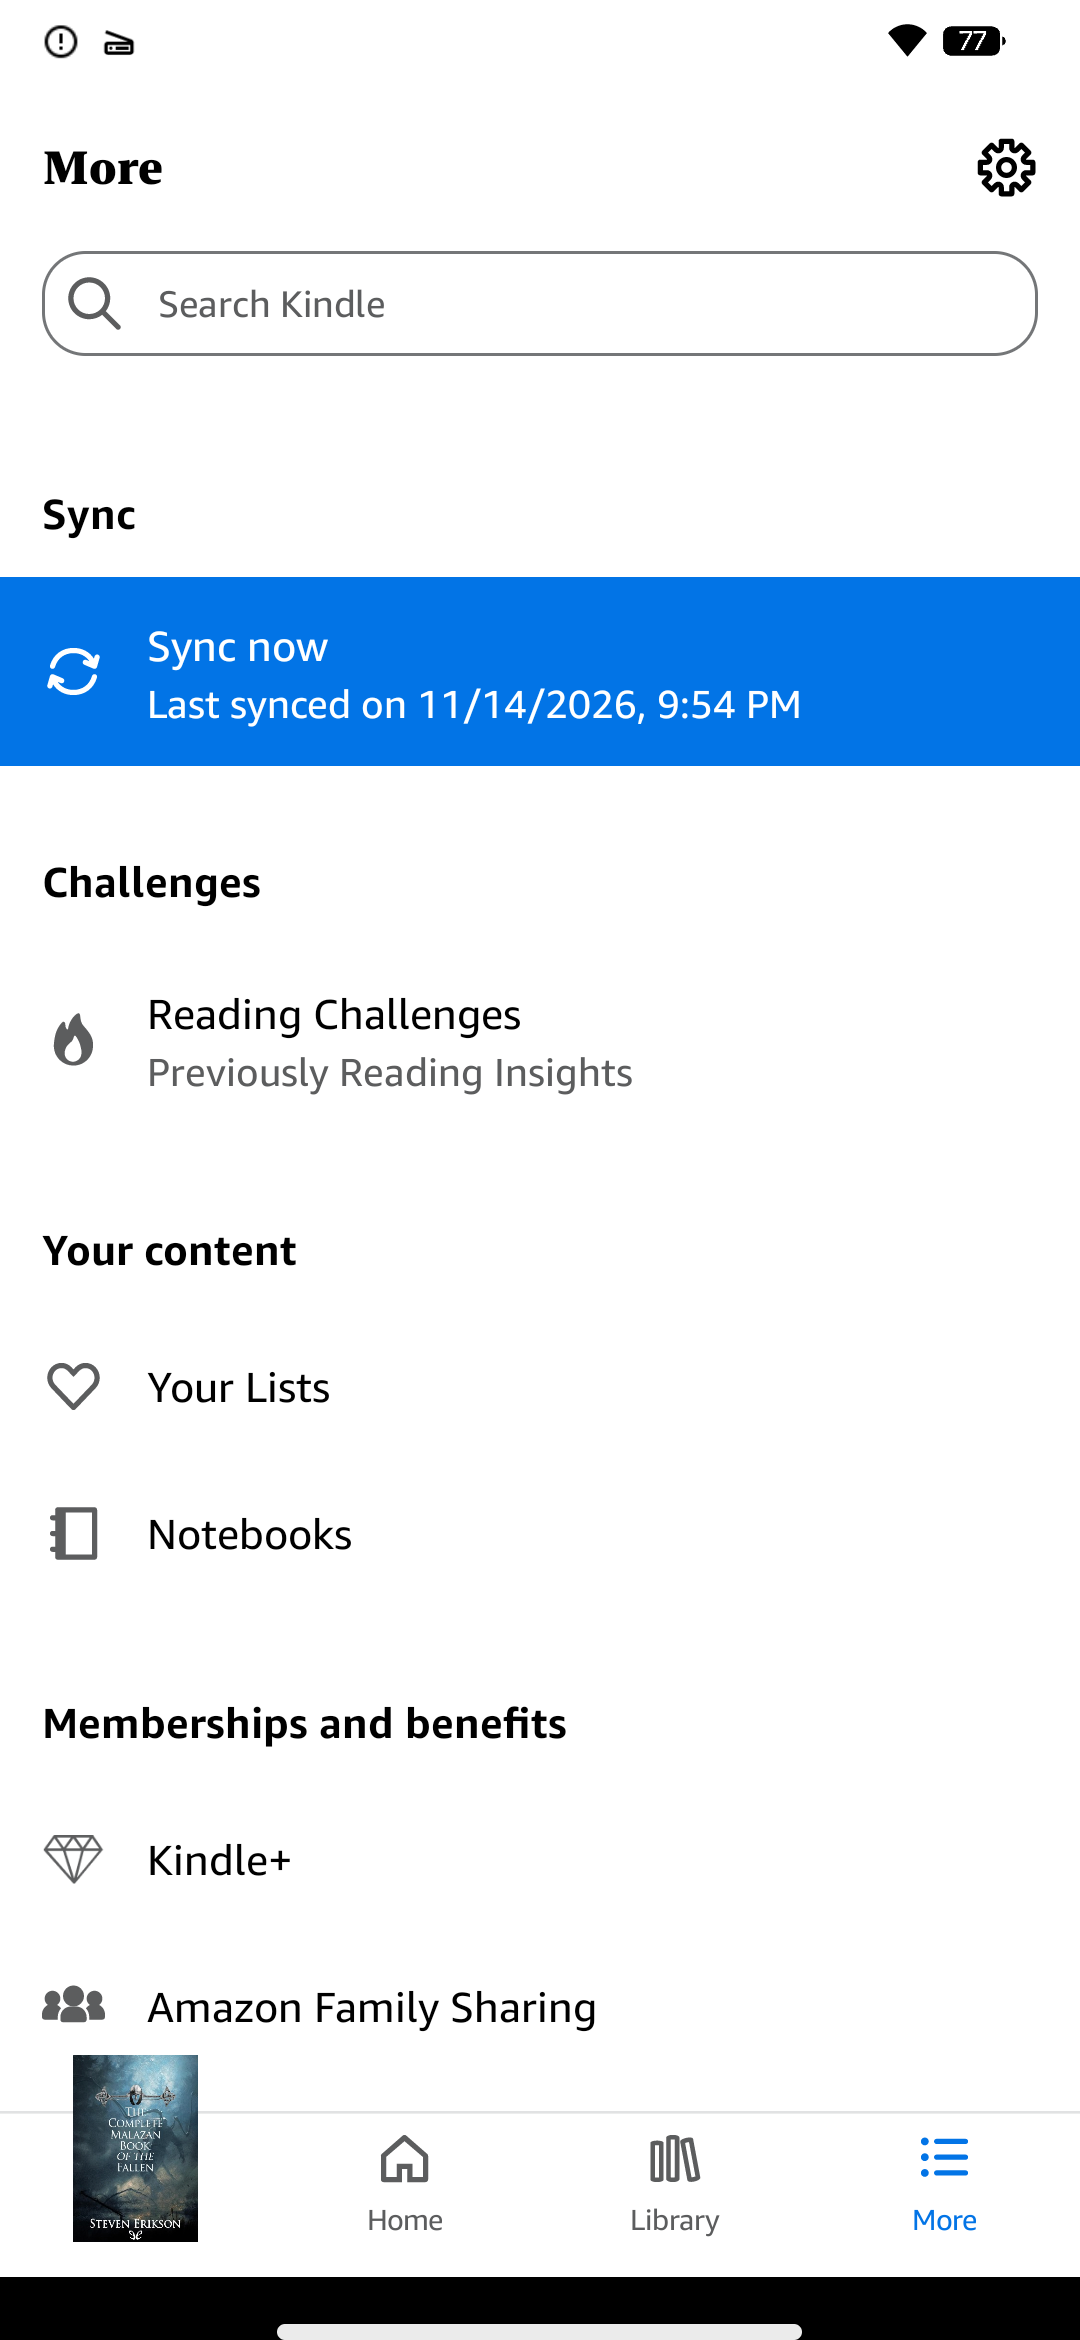 77
More
Search Kindle
Sync
Sync now
Last synced on 11/14/2026, 9:54 PM
Challenges
Reading Challenges
Previously Reading Insights
Your content
Your Lists
Notebooks
Memberships and benefits
Kindle+
Amazon Family Sharing
THE
COMPLETE
MALAZAN
BOOK
OF THE
FALLEN
STEVEN ERIKSON
Home
Library
More